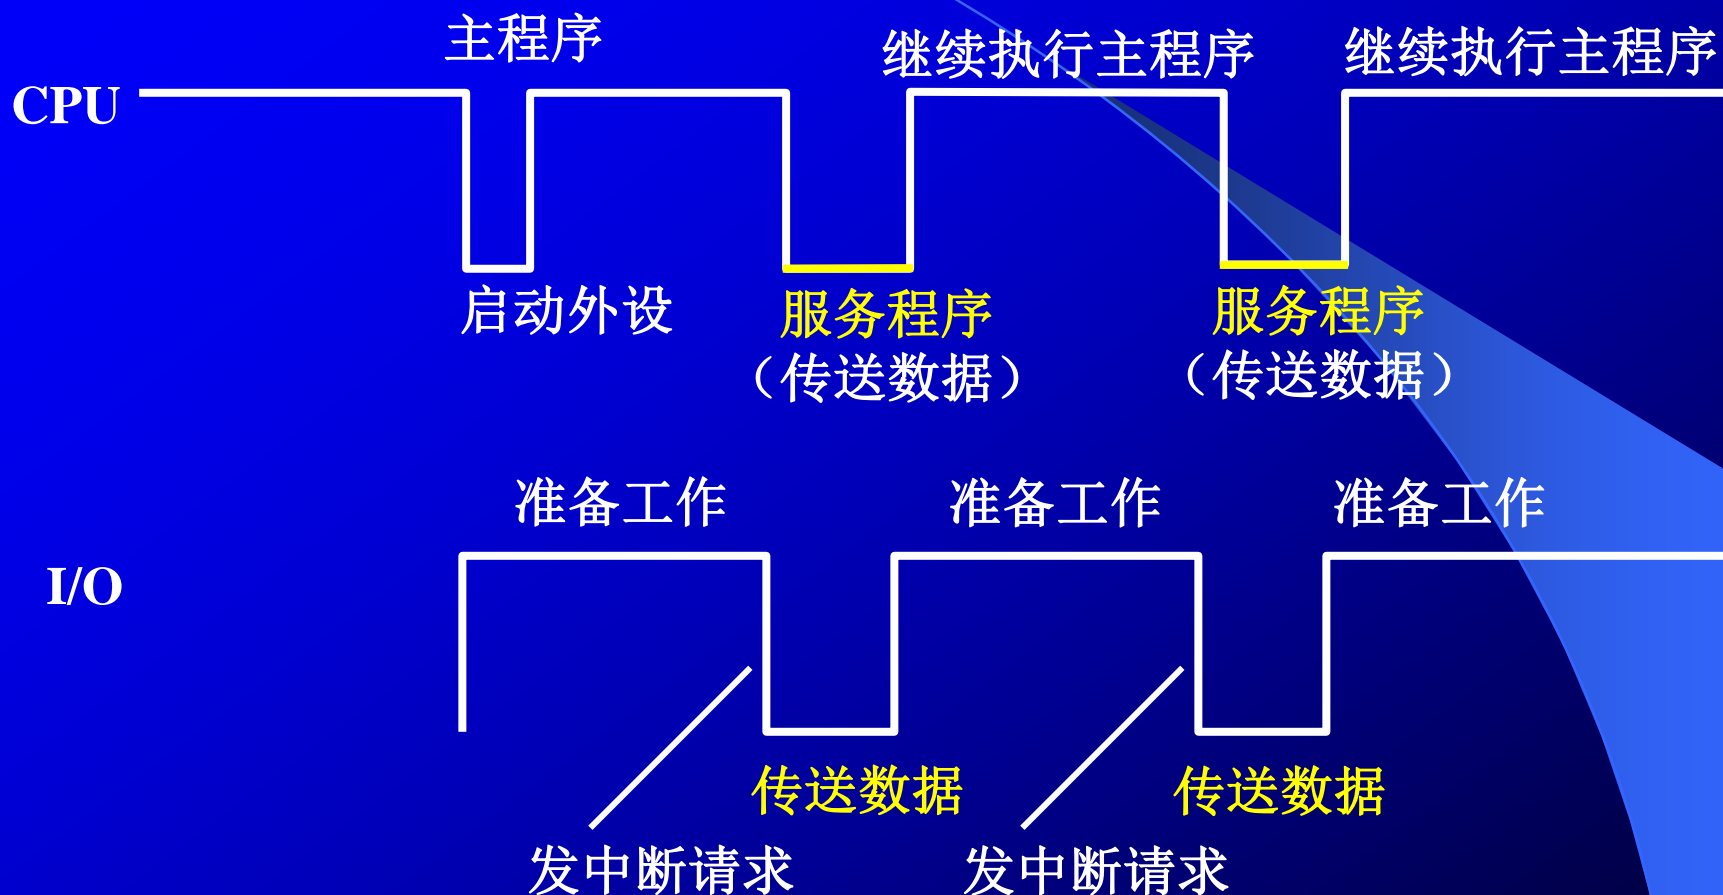 主程序
继续执行主程序
继续执行主程序
CPU
启动外设
服务程序
(传送数据)
服务程序
(传送数据)
准备工作
准备工作
准备工作
I/O
传送数据
传送数据
发中断请求
发中断请求